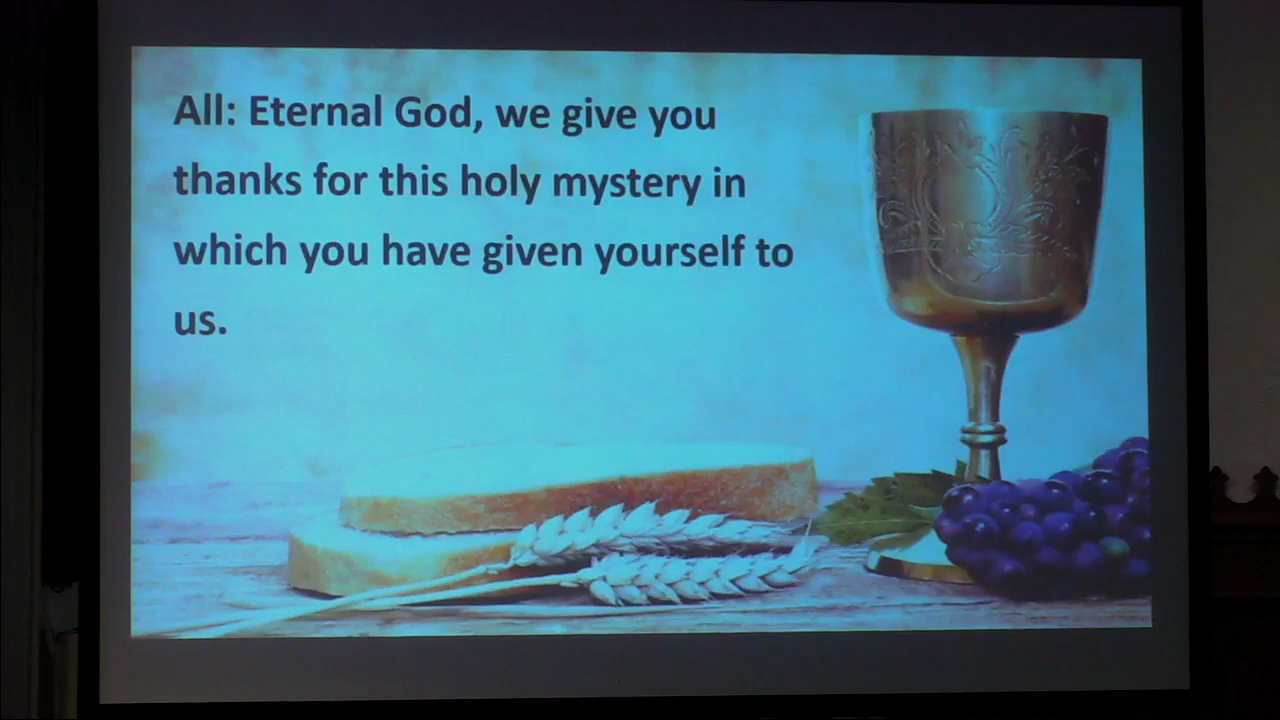 All: Eternal God, we give you
thanks for this holy mystery in
which you have given yourself to
us.